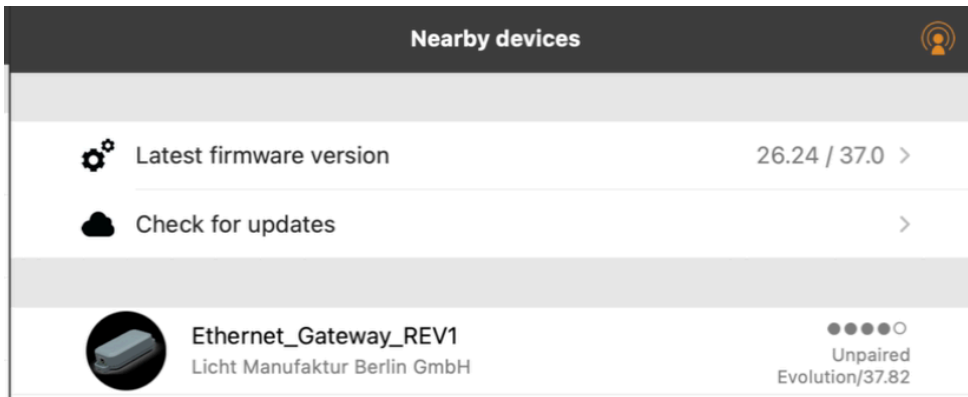 Nearby devices
Latest firmware version 26.24 / 37.0 >
Check for updates >
Ethernet_Gateway_REV1
Licht Manufaktur Berlin GmbH
Unpaired
Evolution/37.82